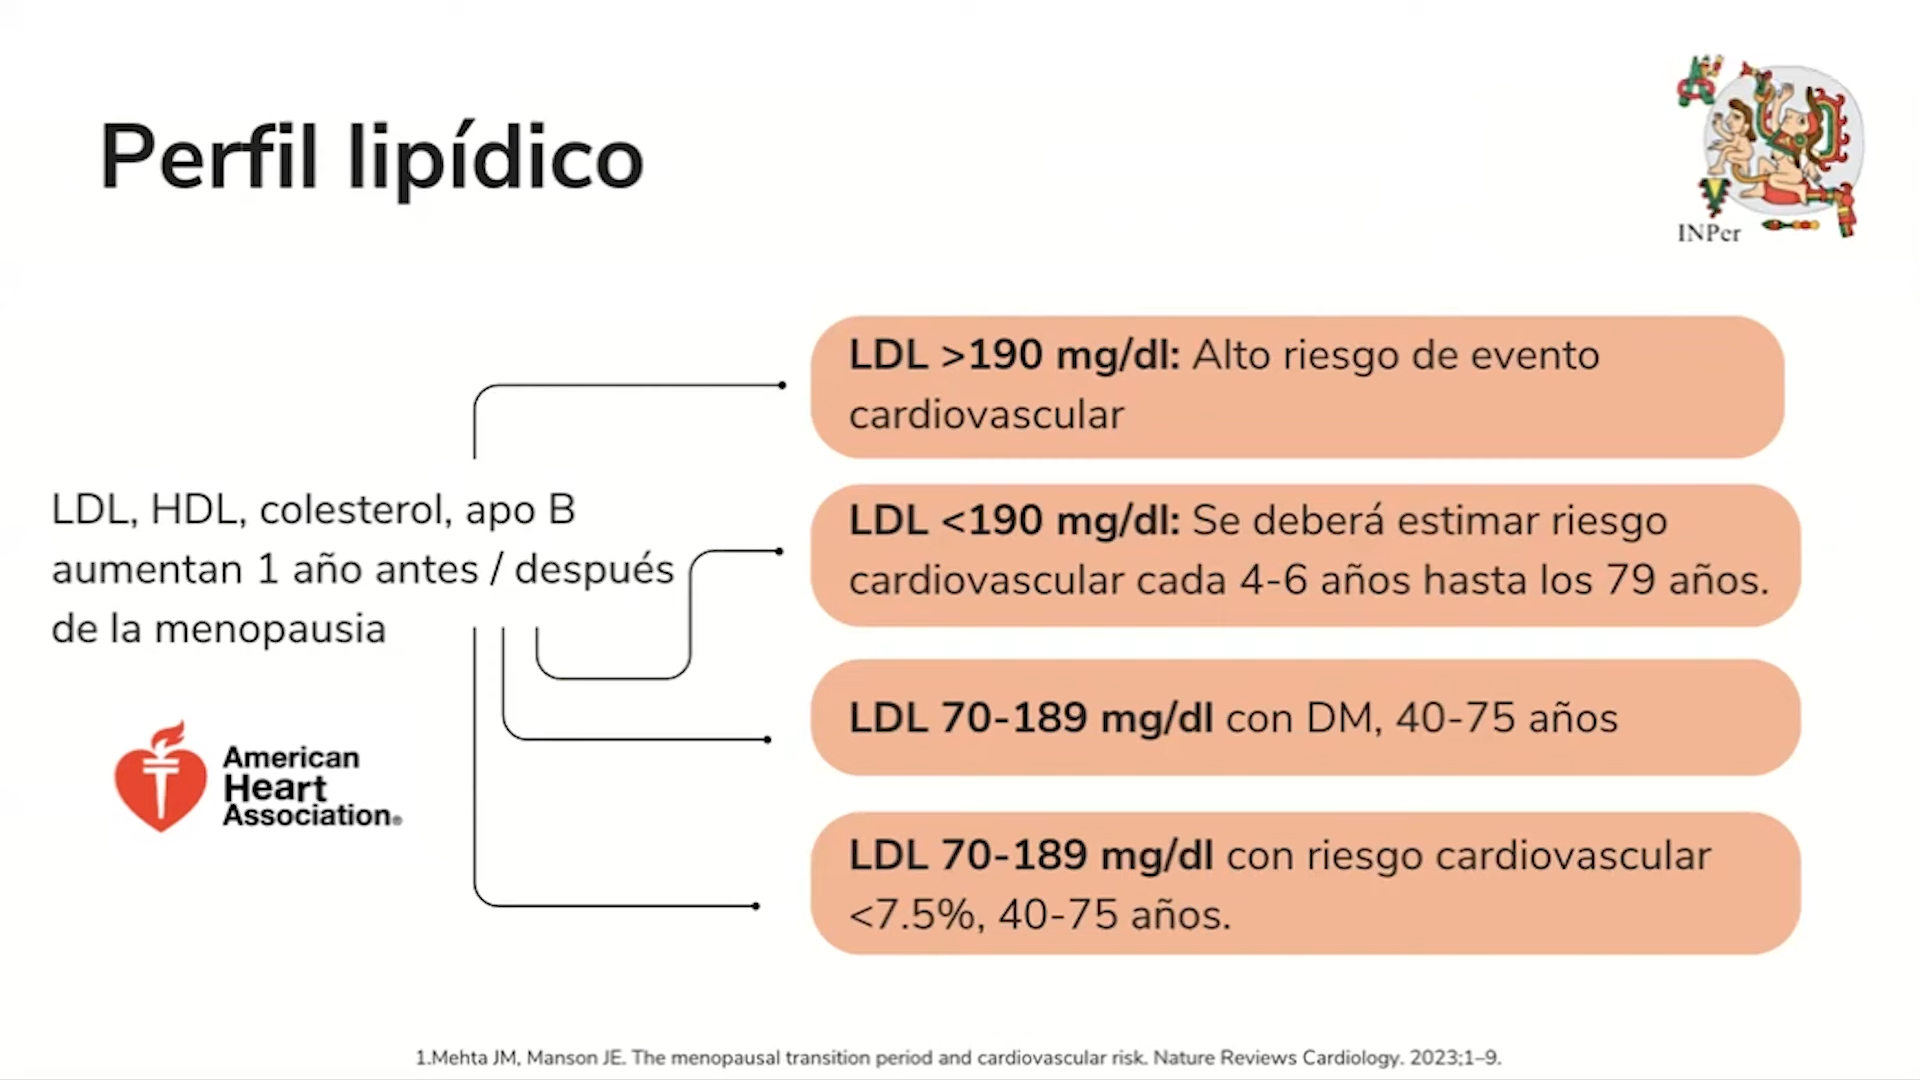 Perfil lipídico
INPer
LDL >190 mg/dl: Alto riesgo de evento
cardiovascular
LDL, HDL, colesterol, apo B
aumentan 1 año antes / después
de la menopausia
LDL <190 mg/dl: Se deberá estimar riesgo
cardiovascular cada 4-6 años hasta los 79 años.
LDL 70-189 mg/dl con DM, 40-75 años
American
Heart
Association®
LDL 70-189 mg/dl con riesgo cardiovascular
<7.5%, 40-75 años.
1.Mehta JM, Manson JE. The menopausal transition period and cardiovascular risk. Nature Reviews Cardiology. 2023;1–9.